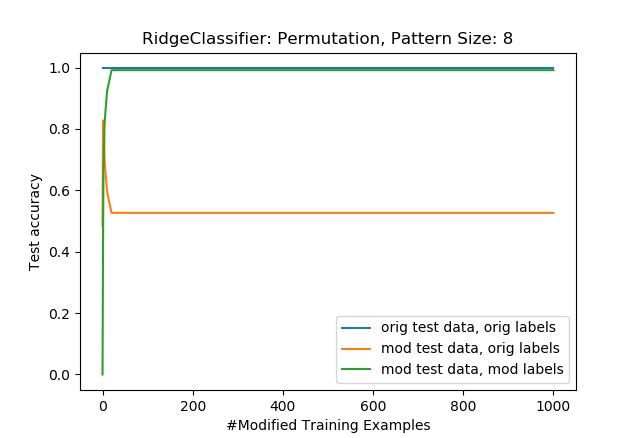 RidgeClassifier: Permutation, Pattern Size: 8
1.0
0.8
0.6
0.4
0.2
0.0
Test accuracy
orig test data, orig labels
mod test data, orig labels
mod test data, mod labels
0 200 400 600 800 1000
#Modified Training Examples